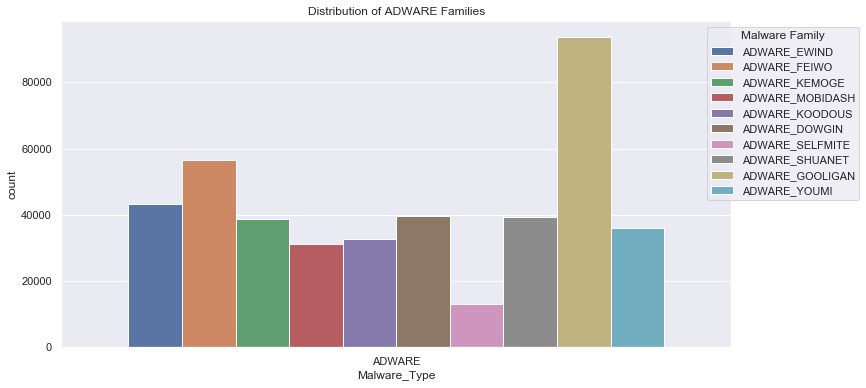 Distribution of ADWARE Families
Malware Family
ADWARE_EWIND
ADWARE_FEIWO
ADWARE_KEMOGE
ADWARE_MOBIDASH
ADWARE_KOODOUS
ADWARE_DOWGIN
ADWARE_SELFMITE
ADWARE_SHUANET
ADWARE_GOOLIGAN
ADWARE_YOUMI
count
80000
60000
40000
20000
0
ADWARE
Malware_Type